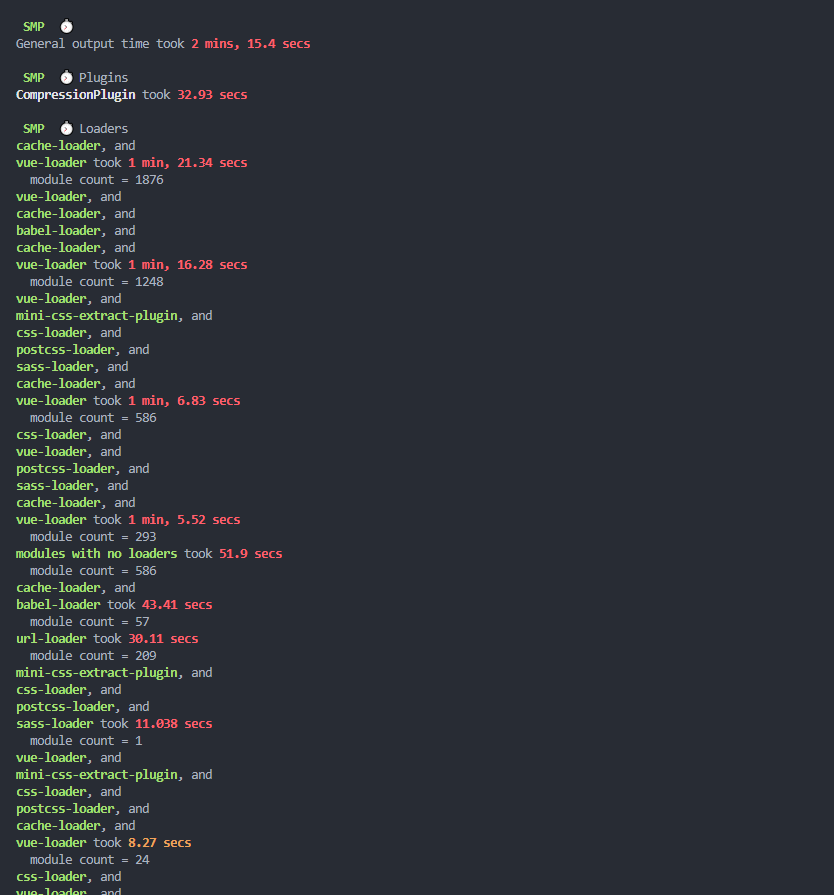 SMP ⏱
General output time took 2 mins, 15.4 secs
SMP ⏱ Plugins
CompressionPlugin took 32.93 secs
SMP ⏱ Loaders
cache-loader, and
vue-loader took 1 min, 21.34 secs
module count = 1876
vue-loader, and
cache-loader, and
babel-loader, and
cache-loader, and
vue-loader took 1 min, 16.28 secs
module count = 1248
vue-loader, and
mini-css-extract-plugin, and
css-loader, and
postcss-loader, and
sass-loader, and
cache-loader, and
vue-loader took 1 min, 6.83 secs
module count = 586
css-loader, and
vue-loader, and
postcss-loader, and
sass-loader, and
cache-loader, and
vue-loader took 1 min, 5.52 secs
module count = 293
modules with no loaders took 51.9 secs
module count = 586
cache-loader, and
babel-loader took 43.41 secs
module count = 57
url-loader took 30.11 secs
module count = 209
mini-css-extract-plugin, and
css-loader, and
postcss-loader, and
sass-loader took 11.038 secs
module count = 1
vue-loader, and
mini-css-extract-plugin, and
css-loader, and
postcss-loader, and
cache-loader, and
vue-loader took 8.27 secs
module count = 24
css-loader, and
vue-loader, and